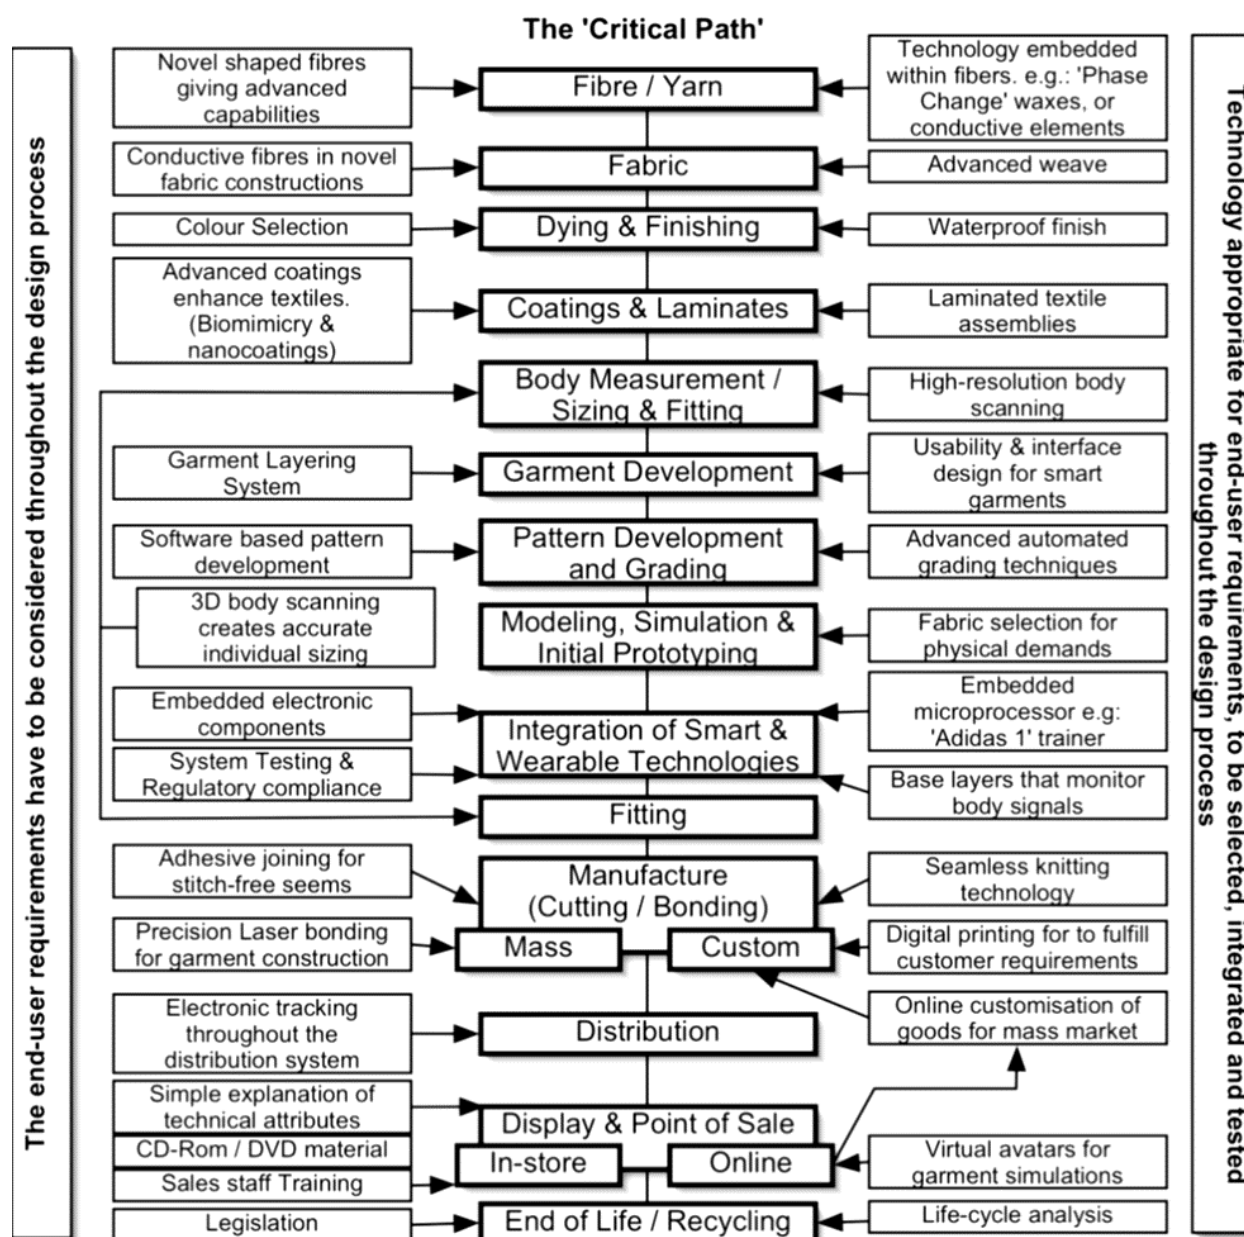 The 'Critical Path'
The end-user requirements have to be considered throughout the design process
Novel shaped fibres
giving advanced
capabilities
Fibre / Yarn
Technology embedded
within fibers. e.g.: 'Phase
Change' waxes, or
conductive elements
Conductive fibres in novel
fabric constructions
Fabric
Advanced weave
Colour Selection
Dying & Finishing
Waterproof finish
Advanced coatings
enhance textiles.
(Biomimicry &
nanocoatings)
Coatings & Laminates
Laminated textile
assemblies
Body Measurement /
Sizing & Fitting
High-resolution body
scanning
Garment Layering
System
Garment Development
Usability & interface
design for smart
garments
Software based pattern
development
Pattern Development
and Grading
Advanced automated
grading techniques
3D body scanning
creates accurate
individual sizing
Modeling, Simulation &
Initial Prototyping
Fabric selection for
physical demands
Embedded electronic
components
Integration of Smart &
Wearable Technologies
Embedded
microprocessor e.g:
'Adidas 1' trainer
System Testing &
Regulatory compliance
Base layers that monitor
body signals
Fitting
Adhesive joining for
stitch-free seems
Manufacture
(Cutting / Bonding)
Seamless knitting
technology
Precision Laser bonding
for garment construction
Mass
Custom
Digital printing for to fulfill
customer requirements
Electronic tracking
throughout the
distribution system
Distribution
Online customisation of
goods for mass market
Simple explanation of
technical attributes
Display & Point of Sale
CD-Rom / DVD material
In-store
Online
Virtual avatars for
garment simulations
Sales staff Training
Legislation
End of Life / Recycling
Life-cycle analysis
Technology appropriate for end-user requirements, to be selected, integrated and tested
throughout the design process